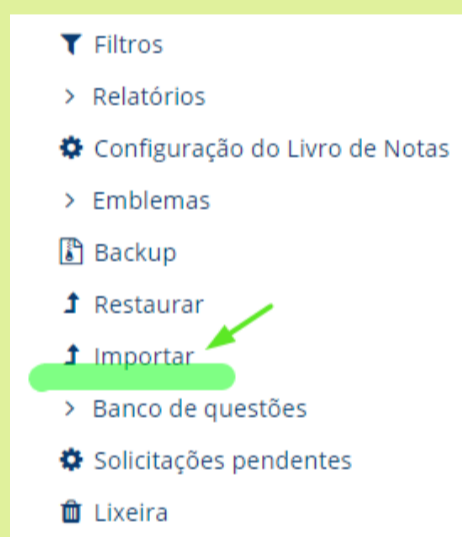 Filtros
Relatórios
Configuração do Livro de Notas
Emblemas
Backup
Restaurar
Importar
Banco de questões
Solicitações pendentes
Lixeira